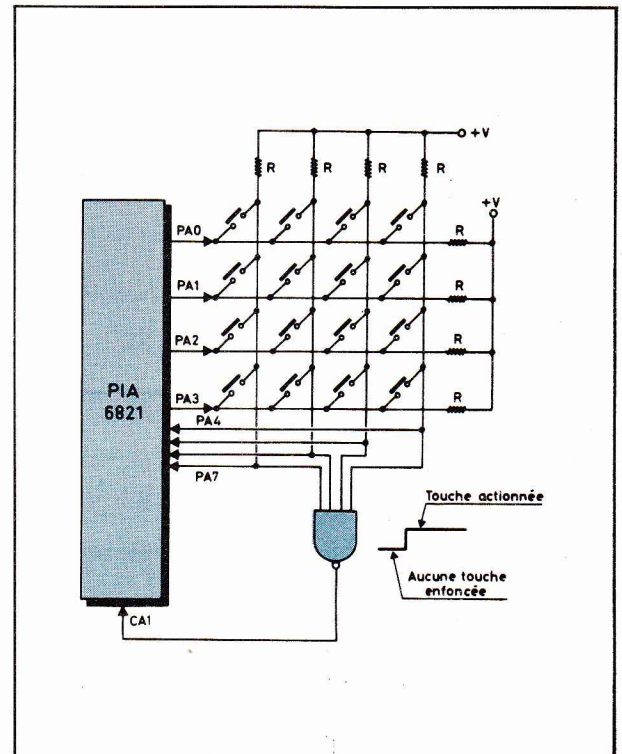 +V
R
R
R
R
+V
PA0
R
PA1
R
PA2
R
PIA
6821
PA3
R
PA4
PA7
Touche actionnée
Aucune touche
enfoncée
CA1